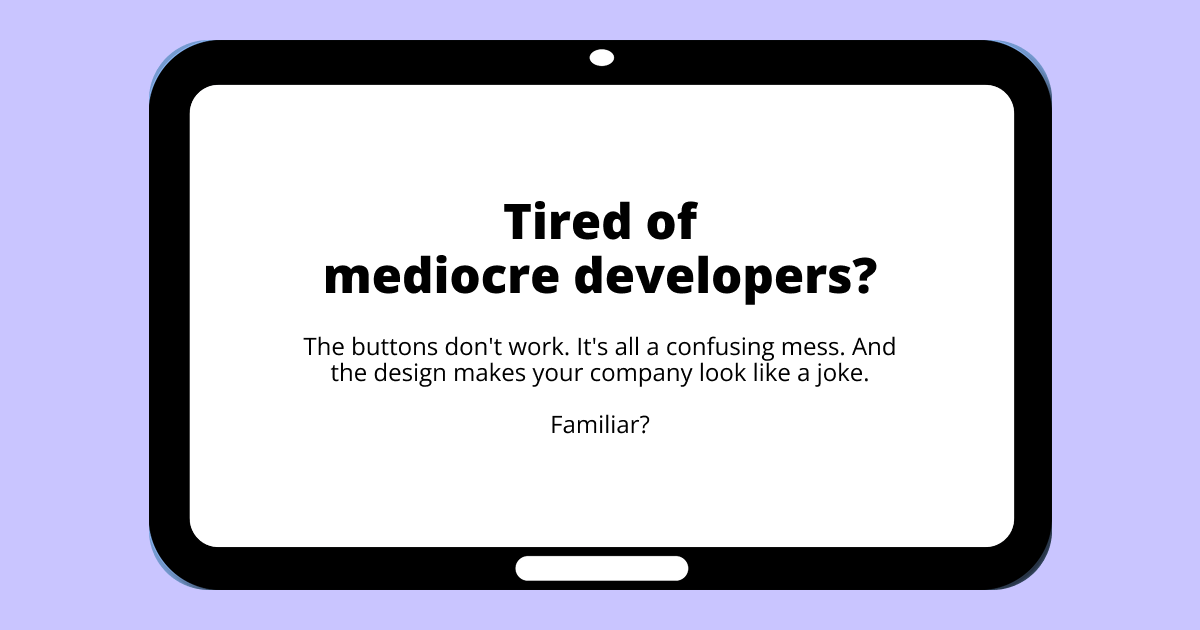 Tired of
mediocre developers?
The buttons don't work. It's all a confusing mess. And
the design makes your company look like a joke.
Familiar?